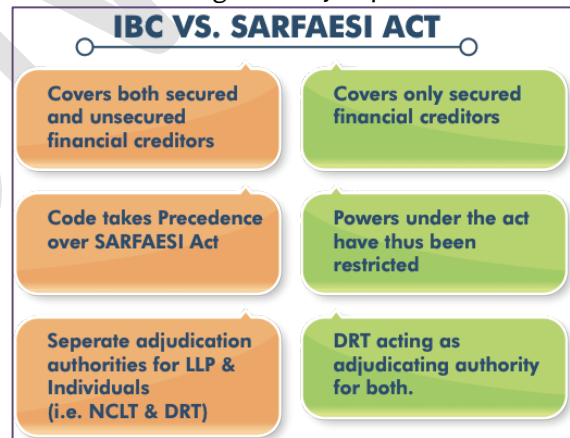 IBC VS. SARFAESI ACT
Covers both secured
and unsecured
financial creditors
Covers only secured
financial creditors
Code takes Precedence
over SARFAESI Act
Powers under the act
have thus been
restricted
Seperate adjudication
authorities for LLP &
Individuals
(i.e. NCLT & DRT)
DRT acting as
adjudicating authority
for both.